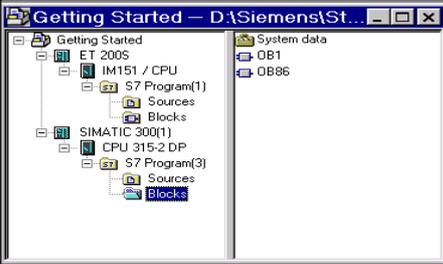 Getting Started — D:\Siemens\St...
Getting Started
ET 200S
IM151 / CPU
S7 Program(1)
Sources
Blocks
SIMATIC 300(1)
CPU 315-2 DP
S7 Program(3)
Sources
Blocks
System data
OB1
OB86